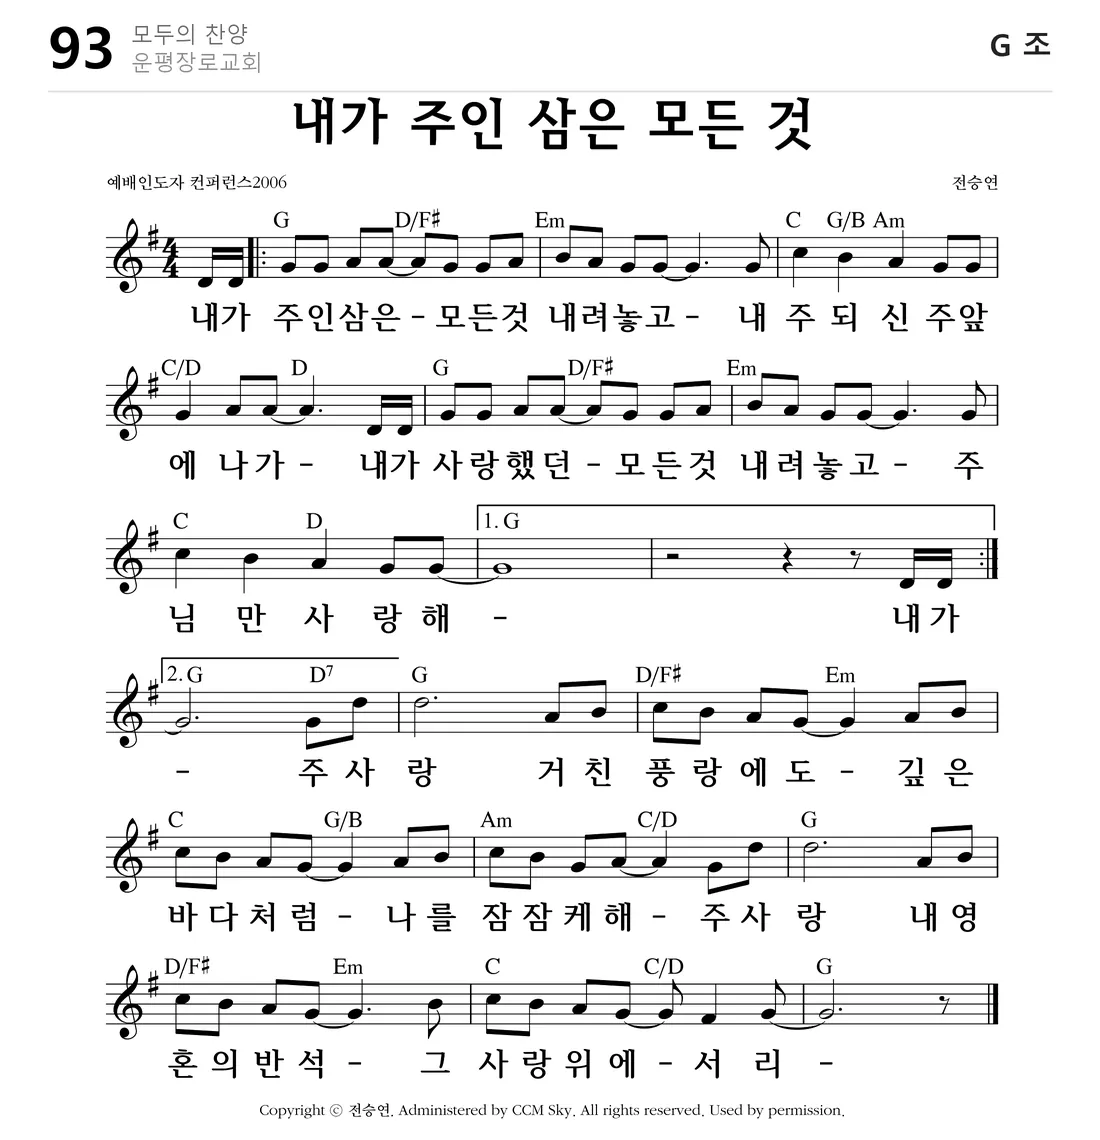 93 모두의 찬양
운평장로교회
G 조
내가 주인 삼은 모든 것
예배인도자 컨퍼런스2006 전승연
G D/F♯ Em C G/B Am
내가 주인삼은 - 모든것 내려놓고 - 내 주 되 신 주앞
C/D D G D/F♯ Em
에 나가 - 내가 사랑했던 - 모든것 내려놓고 - 주
C D 1. G
님 만 사 랑 해 - 내가
2. G D7 G D/F♯ Em
- 주사 랑 거 친 풍 랑 에 도 - 깊 은
C G/B Am C/D G
바 다 처 럼 - 나 를 잠 잠 케 해 - 주 사 랑 내 영
D/F♯ Em C C/D G
혼 의 반 석 - 그 사 랑 위 에 - 서 리 -
Copyright ⓒ 전승연. Administered by CCM Sky. All rights reserved. Used by permission.